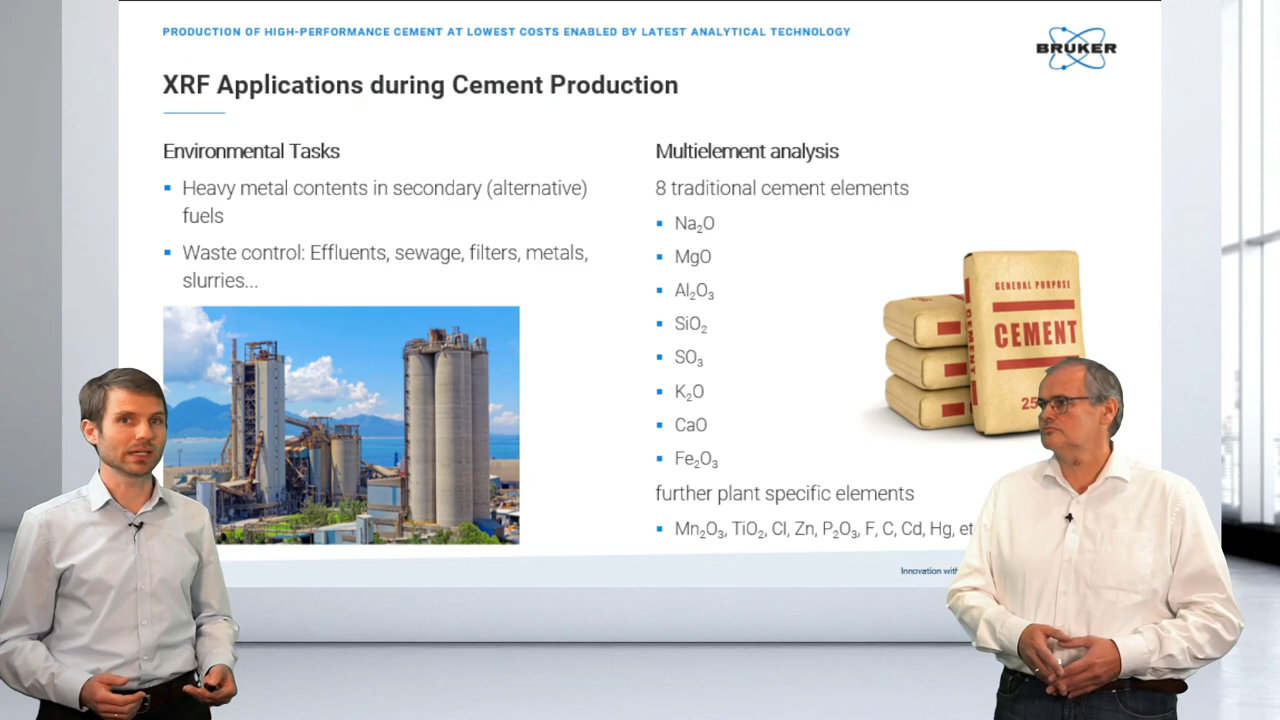 PRODUCTION OF HIGH-PERFORMANCE CEMENT AT LOWEST COSTS ENABLED BY LATEST ANALYTICAL TECHNOLOGY
BRUKER
XRF Applications during Cement Production
Environmental Tasks
Heavy metal contents in secondary (alternative)
fuels
Waste control: Effluents, sewage, filters, metals,
slurries...
Multielement analysis
8 traditional cement elements
Na₂O
MgO
Al₂O₃
SiO₂
SO₃
K₂O
CaO
Fe₂O₃
further plant specific elements
Mn₂O₃, TiO₂, Cl, Zn, P₂O₃, F, C, Cd, Hg, et
GENERAL PURPOSE
CEMENT
CEMENT
25
Innovation with